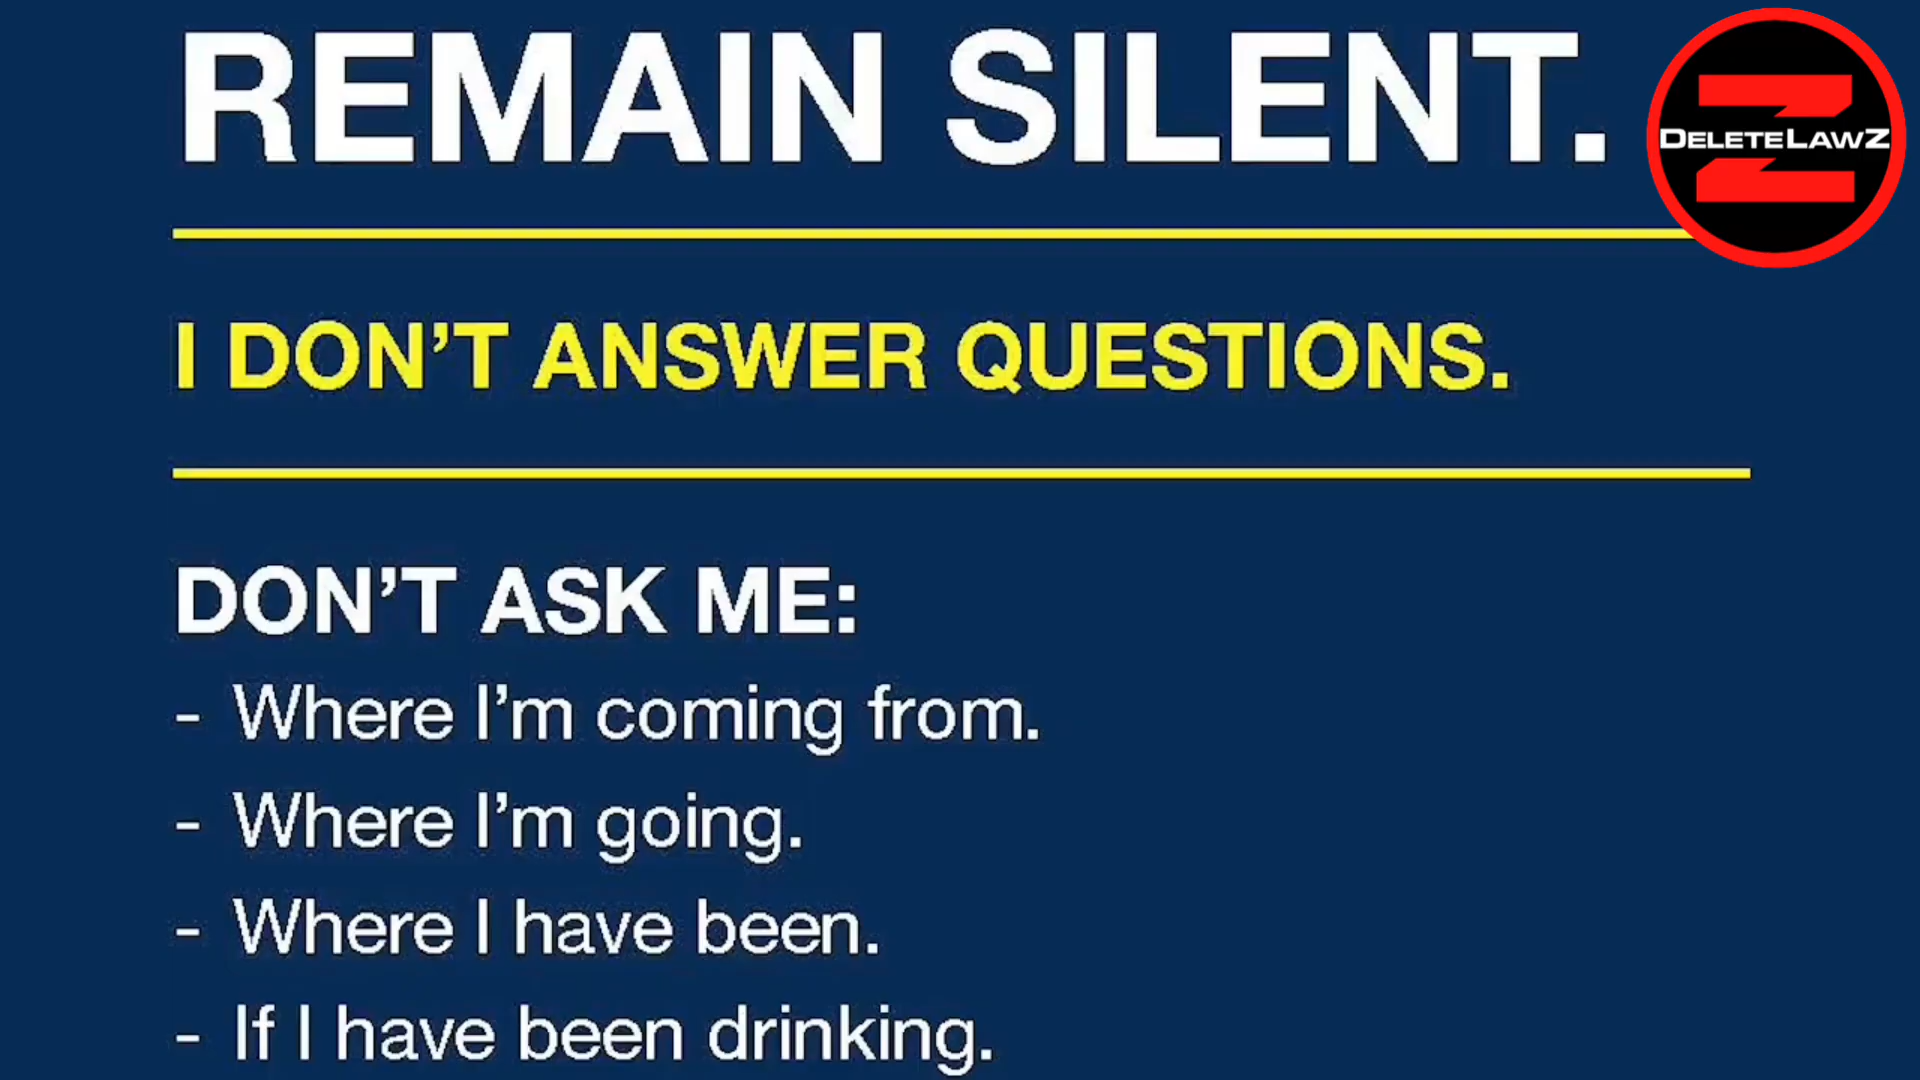 REMAIN SILENT.
DELETELAWZ
I DON’T ANSWER QUESTIONS.
DON’T ASK ME:
- Where I’m coming from.
- Where I’m going.
- Where I have been.
- If I have been drinking.